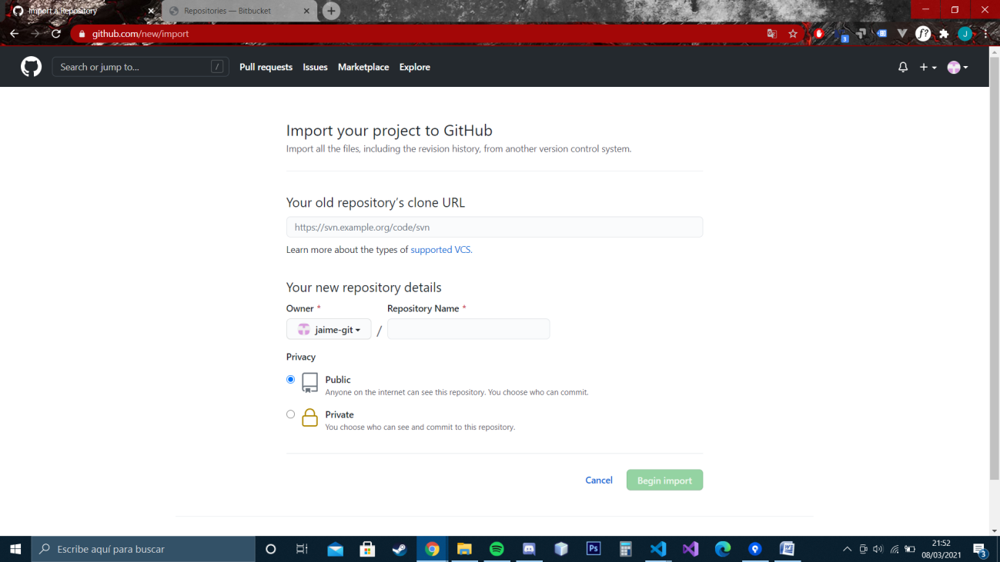 Import a Repository
Repositories — Bitbucket
github.com/new/import
3
f?
J
Search or jump to... /
Pull requests Issues Marketplace Explore
Import your project to GitHub
Import all the files, including the revision history, from another version control system.
Your old repository’s clone URL
https://svn.example.org/code/svn
Learn more about the types of supported VCS.
Your new repository details
Owner * Repository Name *
jaime-git /
Privacy
Public
Anyone on the internet can see this repository. You choose who can commit.
Private
You choose who can see and commit to this repository.
Cancel Begin import
Escribe aquí para buscar
Ps
21:52
08/03/2021
3